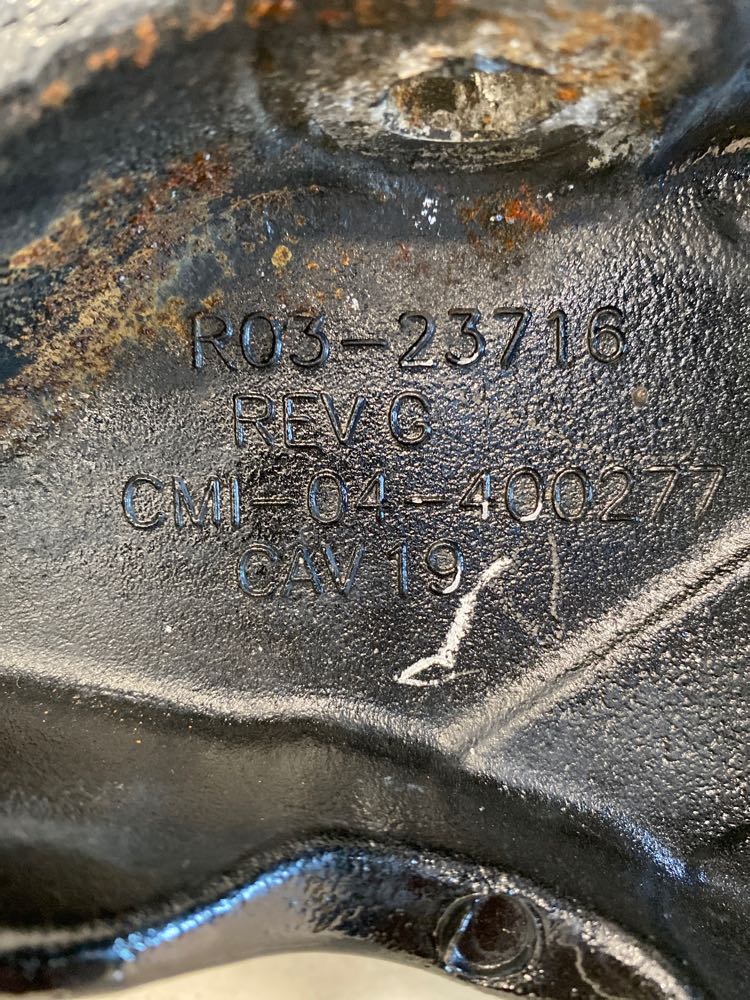 R03-23716
REV G
CMI-04-400277
CAV 19